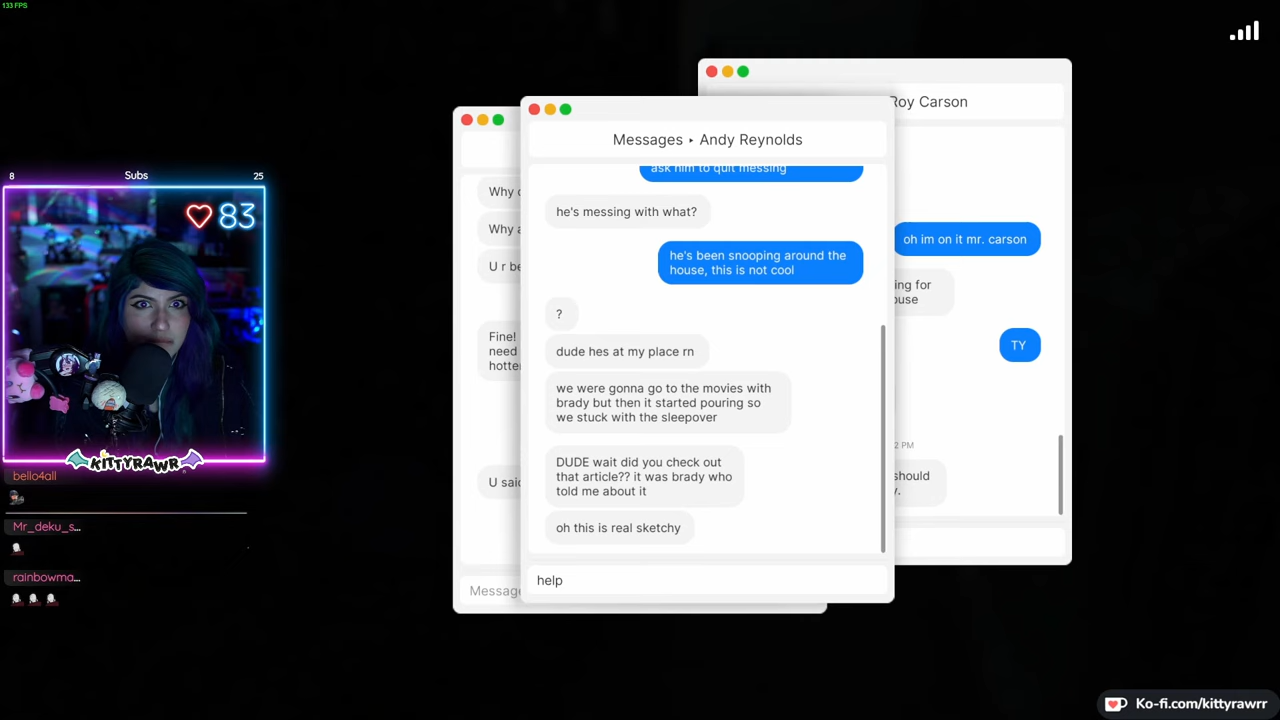 133 FPS
8 Subs 25
83
KITTYRAWR
bello4all
Mr_deku_s...
rainbowma...
Why
Why a
U r be
Fine!
need
hotter
U said
Messag
Messages ▸ Andy Reynolds
ask him to quit messing
he's messing with what?
he's been snooping around the
house, this is not cool
?
dude hes at my place rn
we were gonna go to the movies with
brady but then it started pouring so
we stuck with the sleepover
DUDE wait did you check out
that article?? it was brady who
told me about it
oh this is real sketchy
help
Roy Carson
oh im on it mr. carson
ing for
ouse
TY
2 PM
should
y.
Ko-fi.com/kittyrawrr